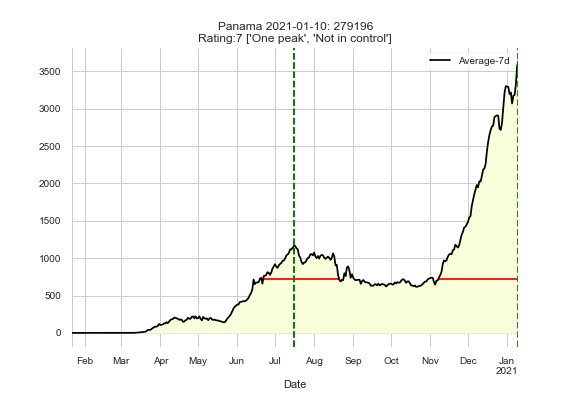 Panama 2021-01-10: 279196
Rating:7 ['One peak', 'Not in control']
Average-7d
3500
3000
2500
2000
1500
1000
500
0
Feb Mar Apr May Jun Jul Aug Sep Oct Nov Dec Jan
2021
Date